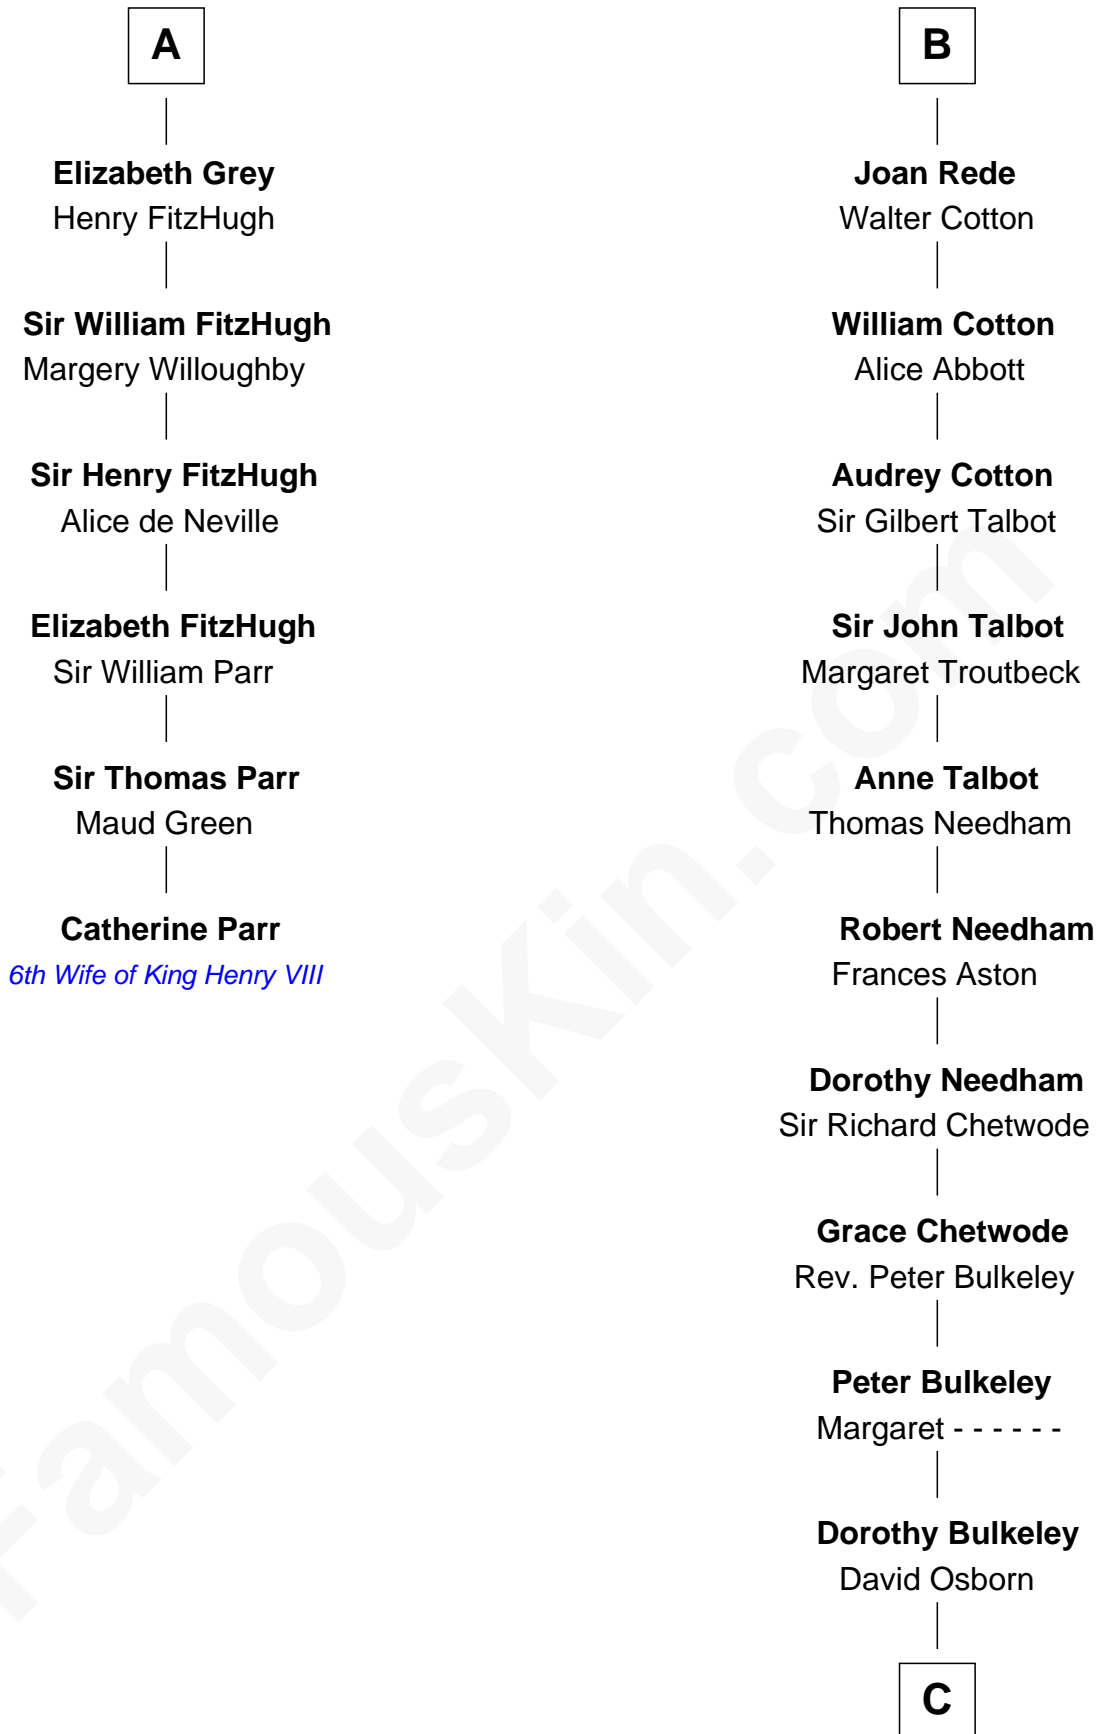 A
Elizabeth Grey
Henry FitzHugh
Sir William FitzHugh
Margery Willoughby
Sir Henry FitzHugh
Alice de Neville
Elizabeth FitzHugh
Sir William Parr
Sir Thomas Parr
Maud Green
Catherine Parr
6th Wife of King Henry VIII
B
Joan Rede
Walter Cotton
William Cotton
Alice Abbott
Audrey Cotton
Sir Gilbert Talbot
Sir John Talbot
Margaret Troutbeck
Anne Talbot
Thomas Needham
Robert Needham
Frances Aston
Dorothy Needham
Sir Richard Chetwode
Grace Chetwode
Rev. Peter Bulkeley
Peter Bulkeley
Margaret - - - - - -
Dorothy Bulkeley
David Osborn
C
FamousKin.com